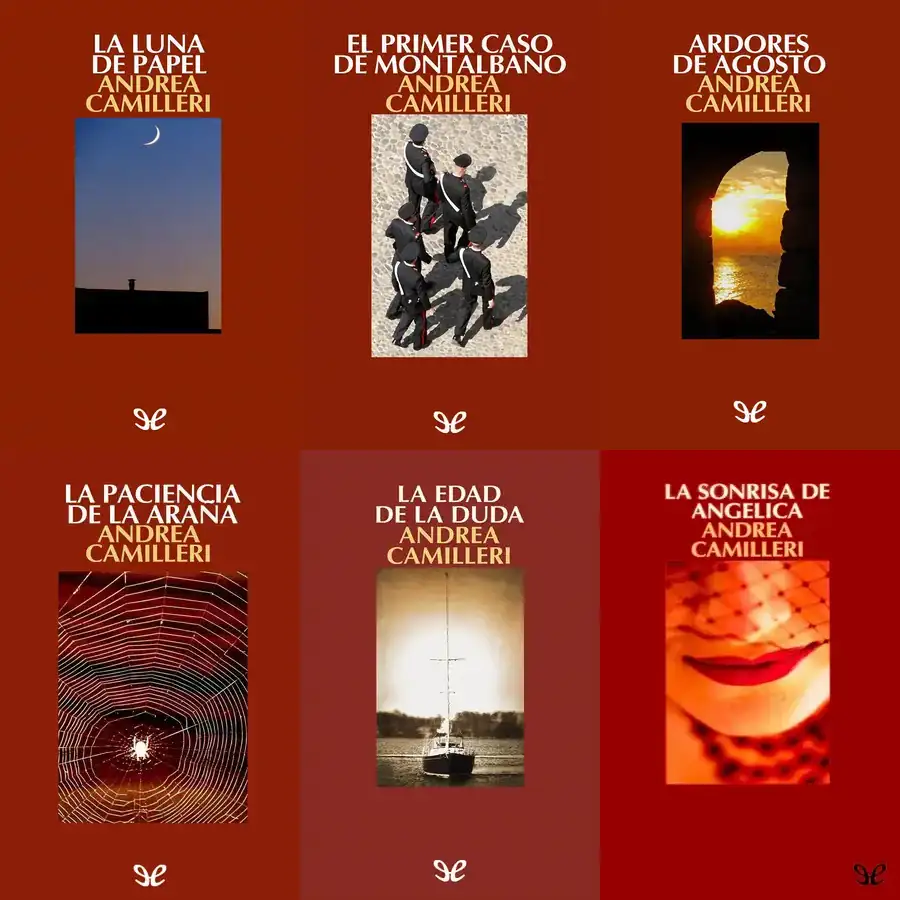 LA LUNA
DE PAPEL
ANDREA
CAMILLERI
EL PRIMER CASO
DE MONTALBANO
ANDREA
CAMILLERI
ARDORES
DE AGOSTO
ANDREA
CAMILLERI
LA PACIENCIA
DE LA ARAÑA
ANDREA
CAMILLERI
LA EDAD
DE LA DUDA
ANDREA
CAMILLERI
LA SONRISA DE
ANGELICA
ANDREA
CAMILLERI